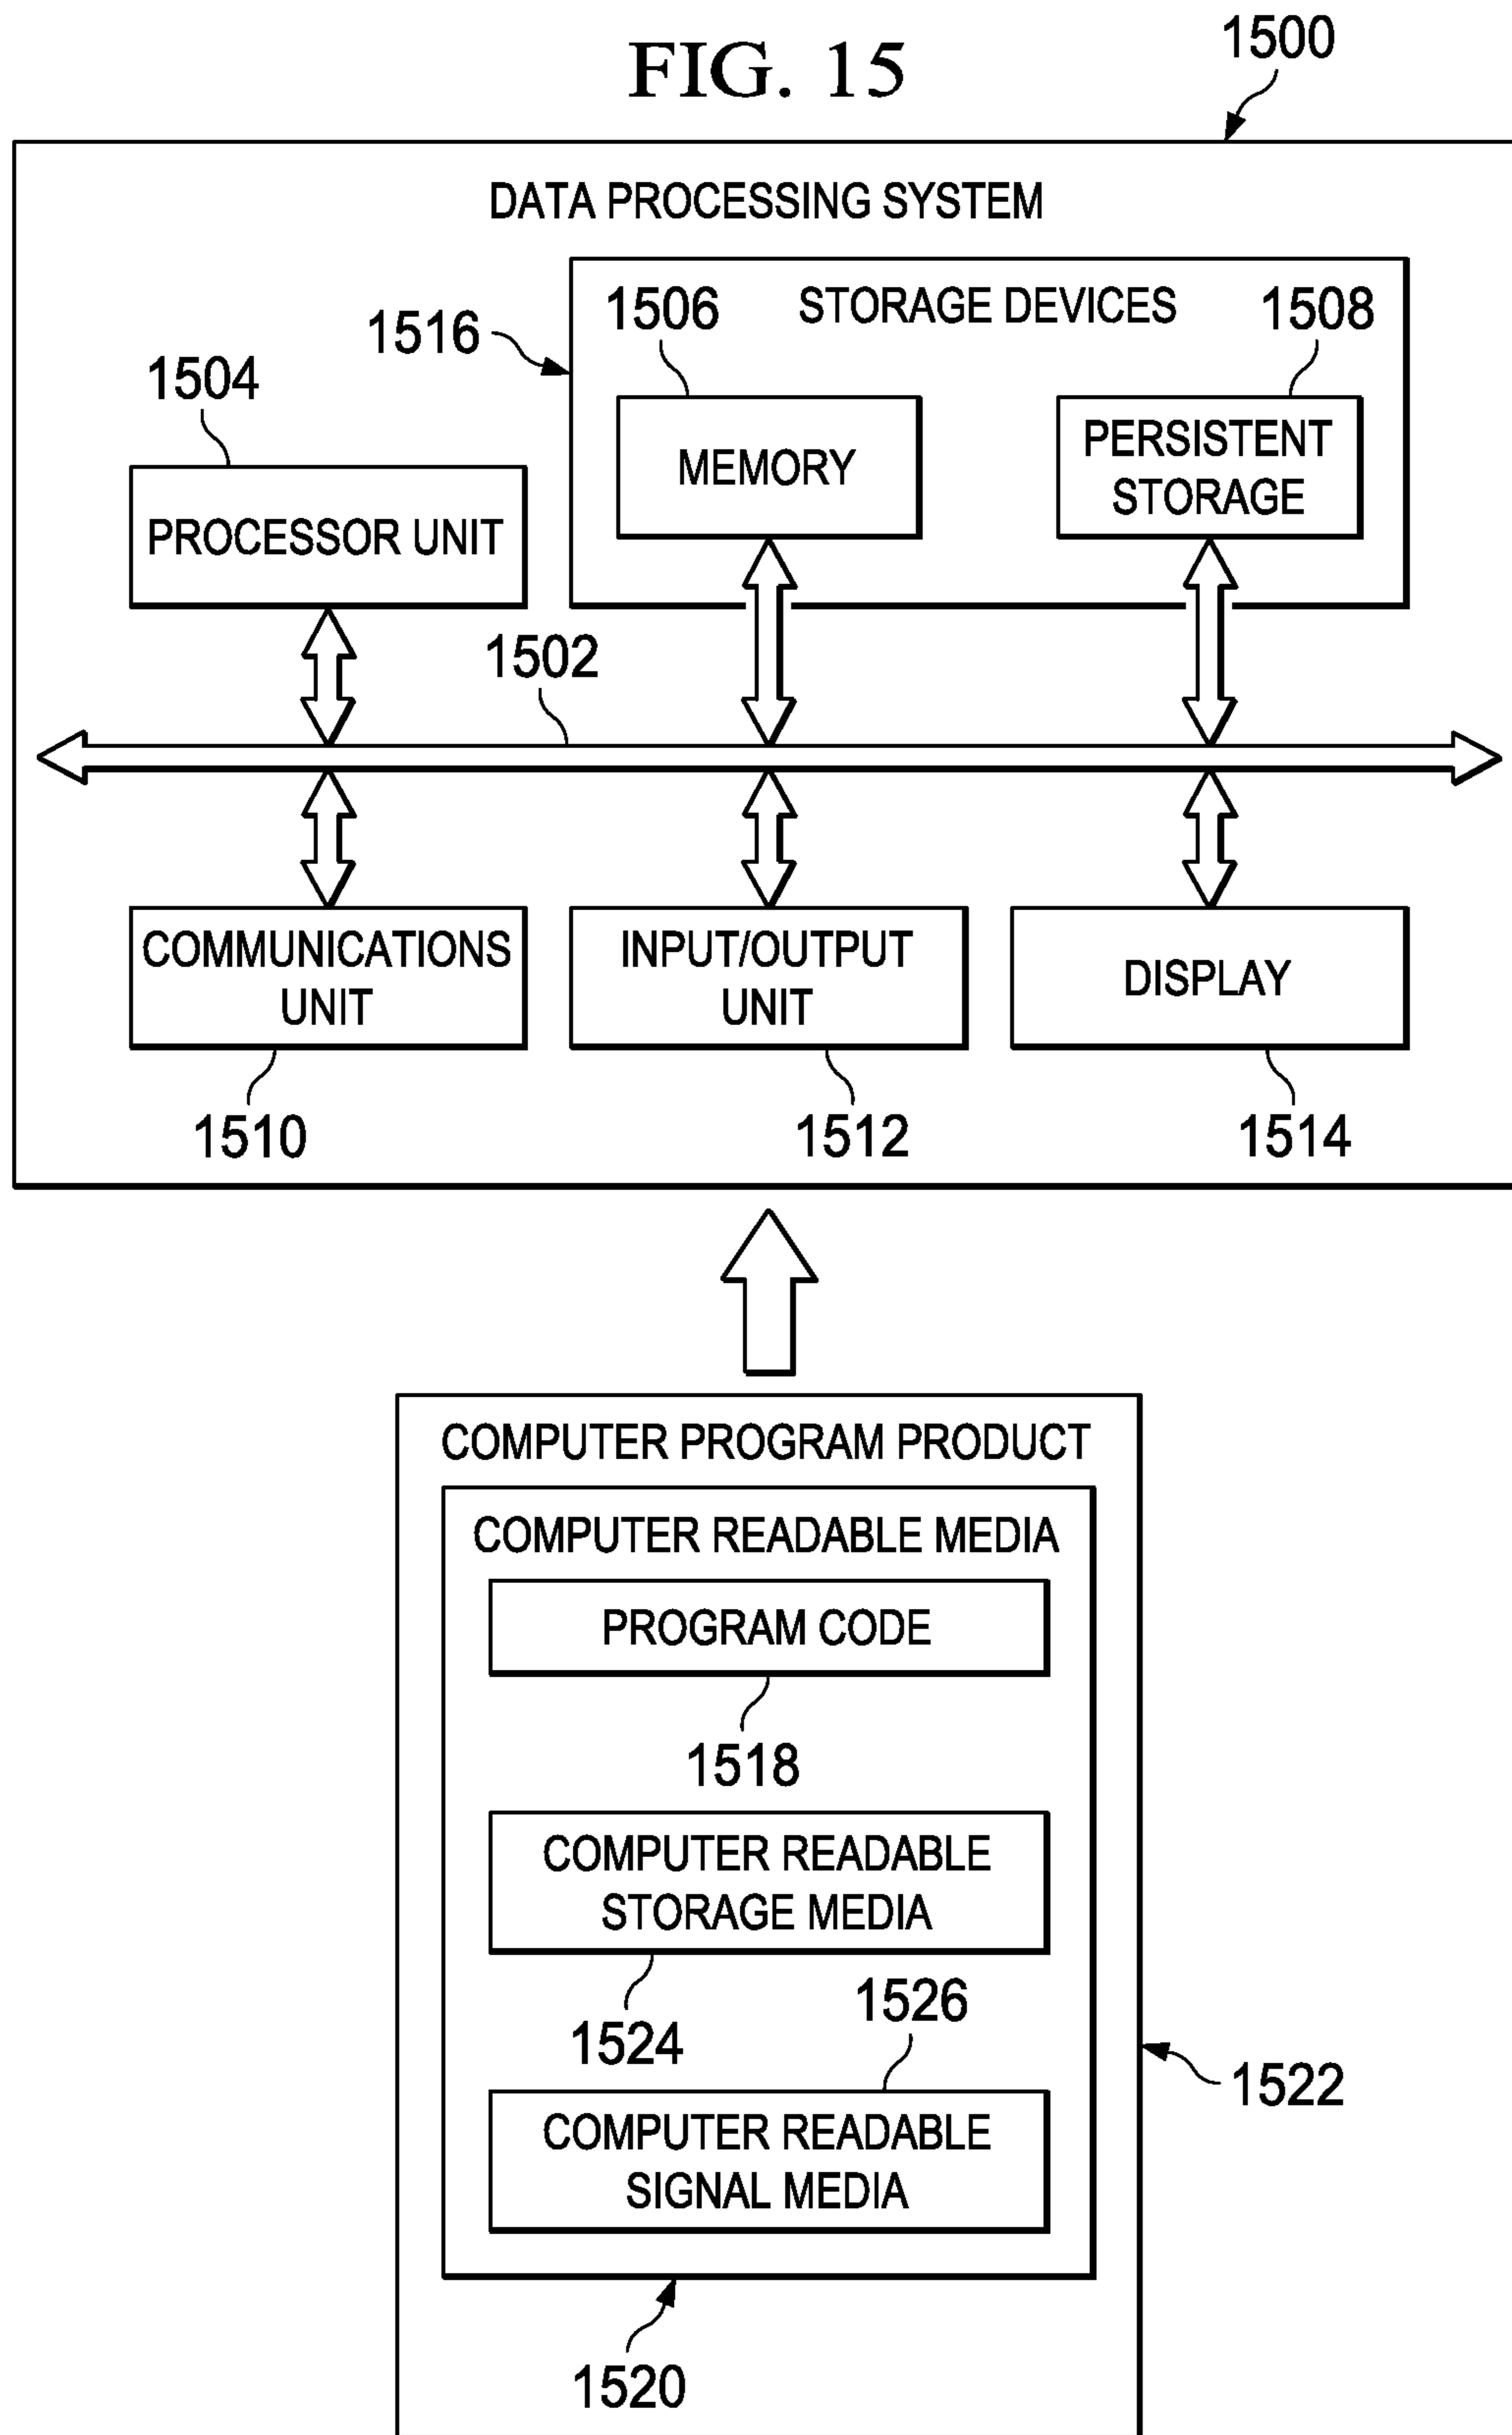 FIG. 15
1500
DATA PROCESSING SYSTEM
1516
1506
STORAGE DEVICES
1508
1504
MEMORY
PERSISTENT
STORAGE
PROCESSOR UNIT
1502
COMMUNICATIONS
UNIT
INPUT/OUTPUT
UNIT
DISPLAY
1510
1512
1514
COMPUTER PROGRAM PRODUCT
COMPUTER READABLE MEDIA
PROGRAM CODE
1518
COMPUTER READABLE
STORAGE MEDIA
1524
1526
COMPUTER READABLE
SIGNAL MEDIA
1522
1520